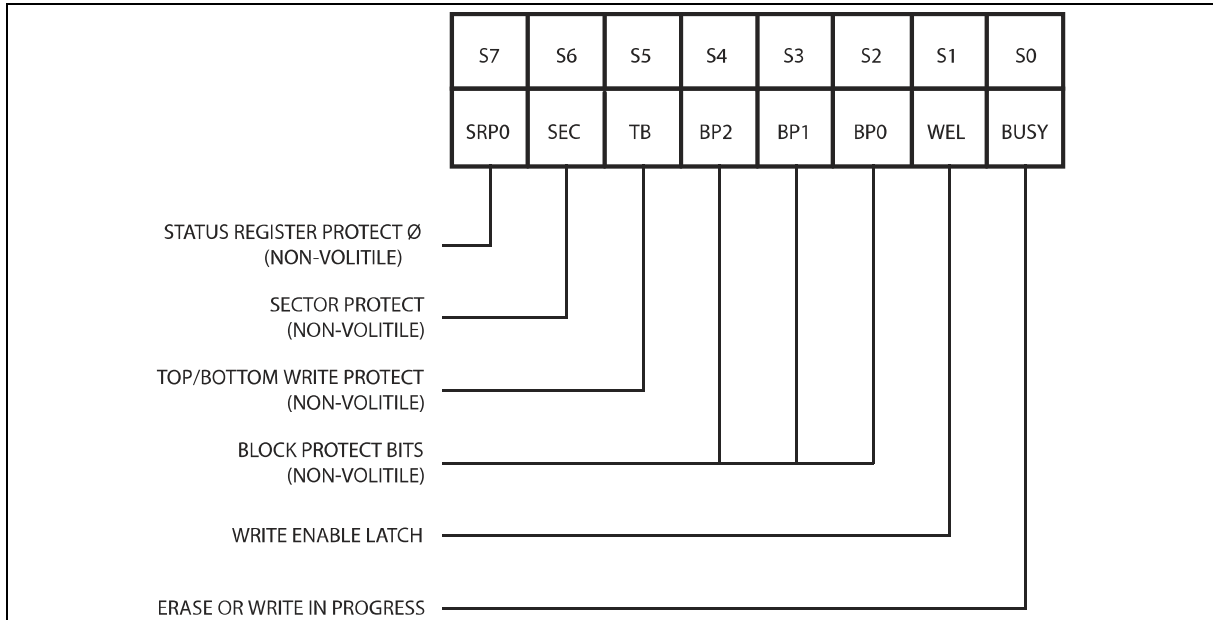 S7 S6 S5 S4 S3 S2 S1 S0
SRP0 SEC TB BP2 BP1 BP0 WEL BUSY
STATUS REGISTER PROTECT Ø
(NON-VOLITILE)
SECTOR PROTECT
(NON-VOLITILE)
TOP/BOTTOM WRITE PROTECT
(NON-VOLITILE)
BLOCK PROTECT BITS
(NON-VOLITILE)
WRITE ENABLE LATCH
ERASE OR WRITE IN PROGRESS